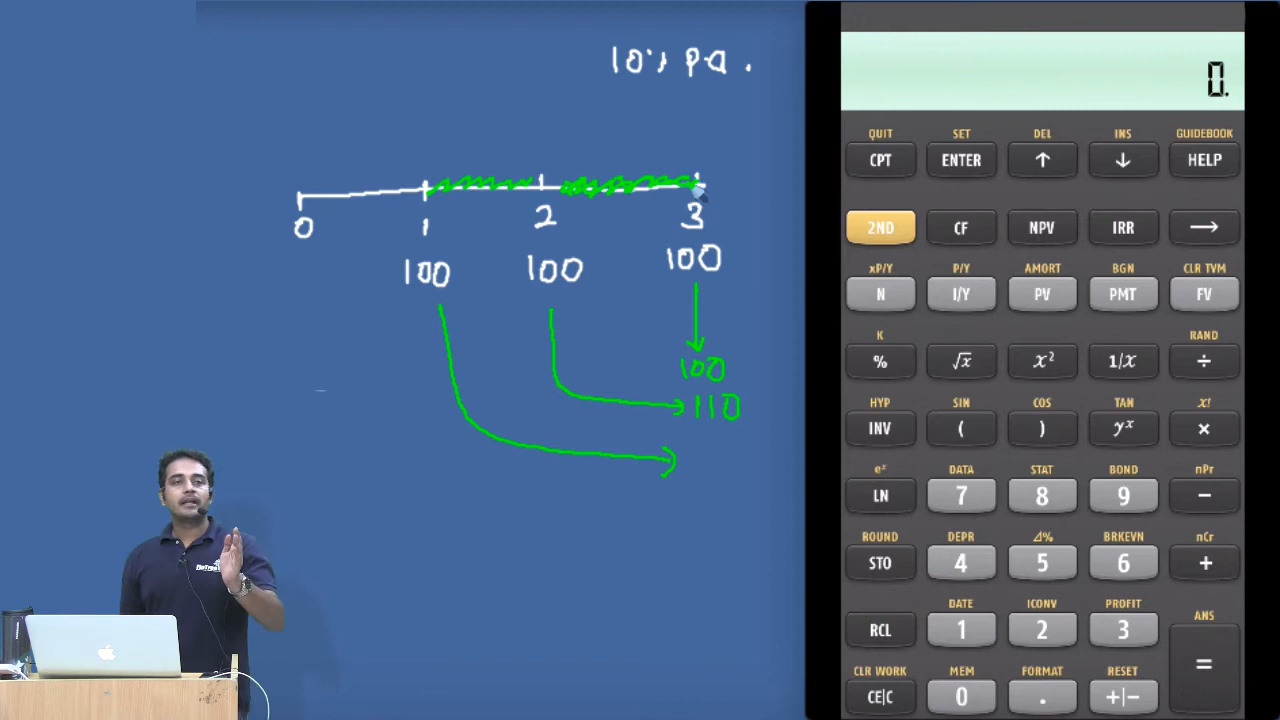 10% pa.
0 1 2 3
100 100 100
100
110
0.
QUIT SET DEL INS GUIDEBOOK
CPT ENTER ↑ ↓ HELP
2ND CF NPV IRR →
xP/Y P/Y AMORT BGN CLR TVM
N I/Y PV PMT FV
K RAND
% √x x² 1/x ÷
HYP SIN COS TAN x!
INV ( ) yˣ ×
eˣ DATA STAT BOND nPr
LN 7 8 9 −
ROUND DEPR Δ% BRKEVN nCr
STO 4 5 6 +
DATE ICONV PROFIT ANS
RCL 1 2 3 =
CLR WORK MEM FORMAT RESET
CE|C 0 . +|−